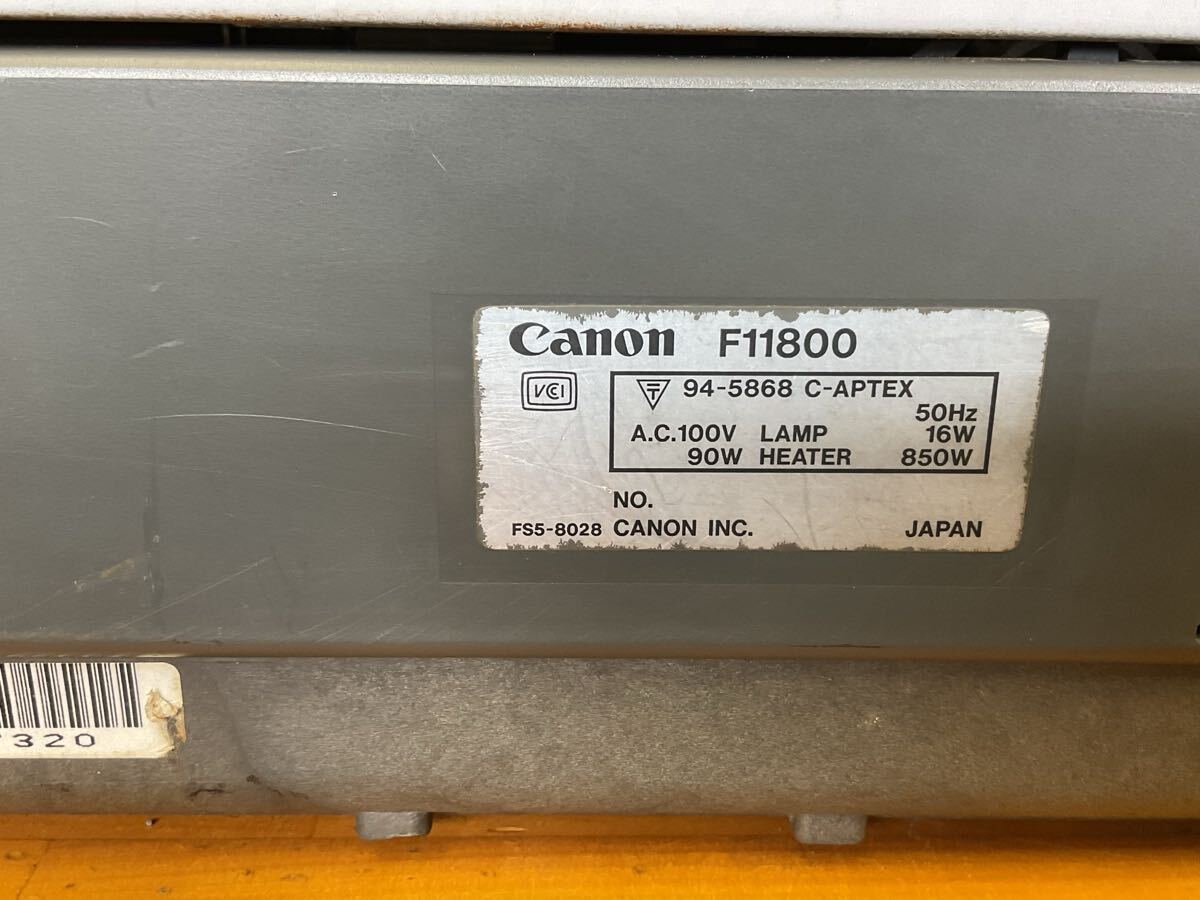 Canon F11800
VCCI
94-5868 C-APTEX
50Hz
A.C.100V LAMP 16W
90W HEATER 850W
NO.
FS5-8028 CANON INC. JAPAN
320